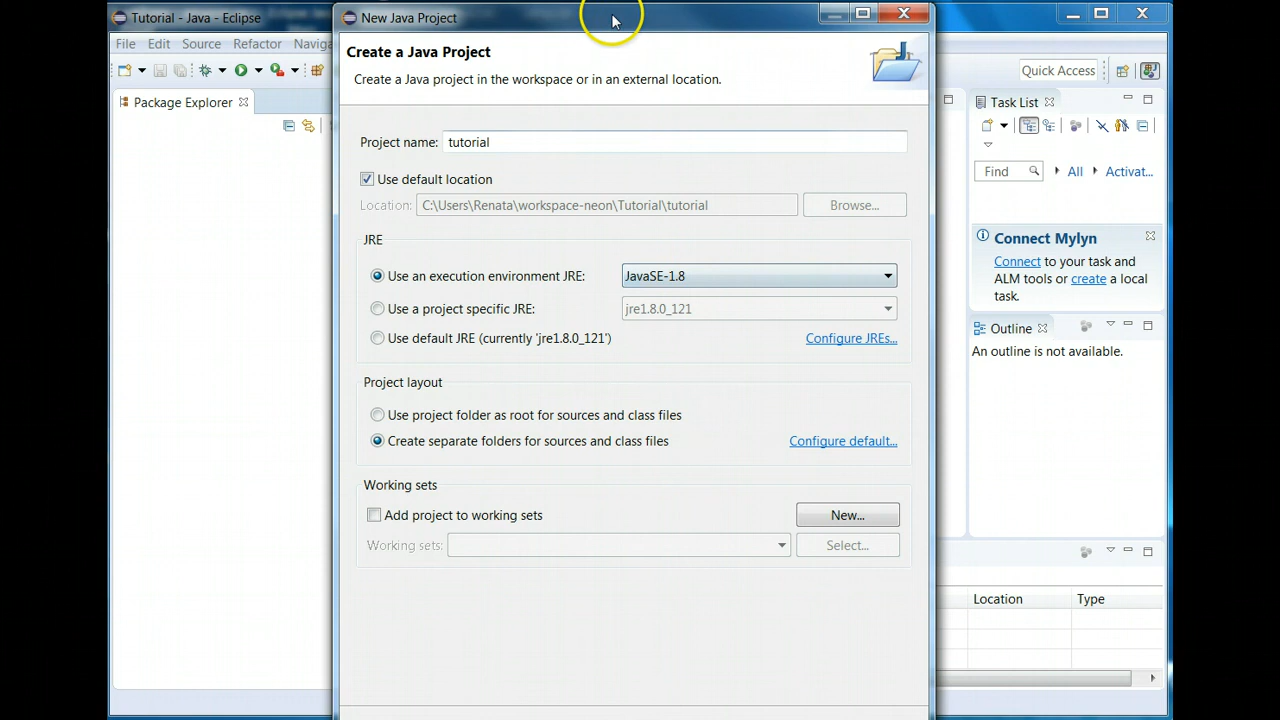 Tutorial - Java - Eclipse
New Java Project
File Edit Source Refactor Naviga
Create a Java Project
Create a Java project in the workspace or in an external location.
Quick Access
Package Explorer
Task List
Project name: tutorial
Find All Activat...
Use default location
Location: C:\Users\Renata\workspace-neon\Tutorial\tutorial Browse...
JRE
Connect Mylyn
Connect to your task and
ALM tools or create a local
task.
Use an execution environment JRE: JavaSE-1.8
Use a project specific JRE: jre1.8.0_121
Use default JRE (currently 'jre1.8.0_121') Configure JREs...
Outline
An outline is not available.
Project layout
Use project folder as root for sources and class files
Create separate folders for sources and class files Configure default...
Working sets
Add project to working sets New...
Working sets: Select...
Location Type